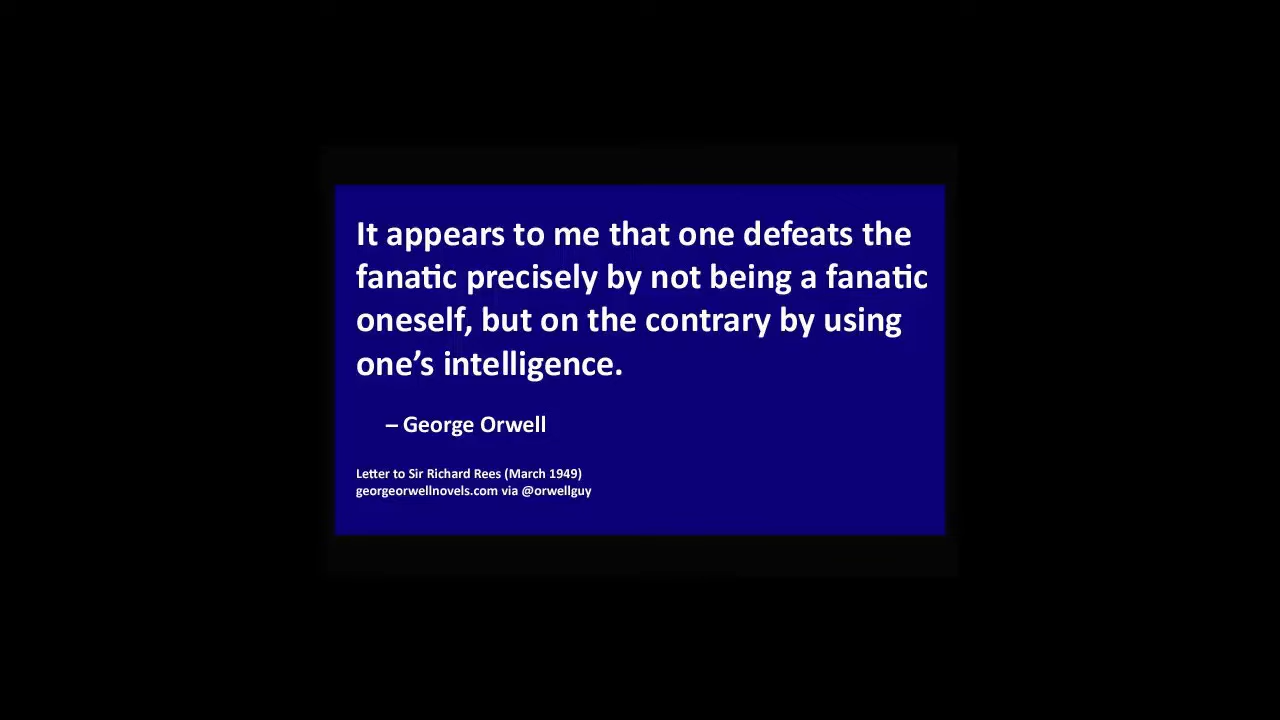 It appears to me that one defeats the
fanatic precisely by not being a fanatic
oneself, but on the contrary by using
one’s intelligence.
– George Orwell
Letter to Sir Richard Rees (March 1949)
georgeorwellnovels.com via @orwellguy